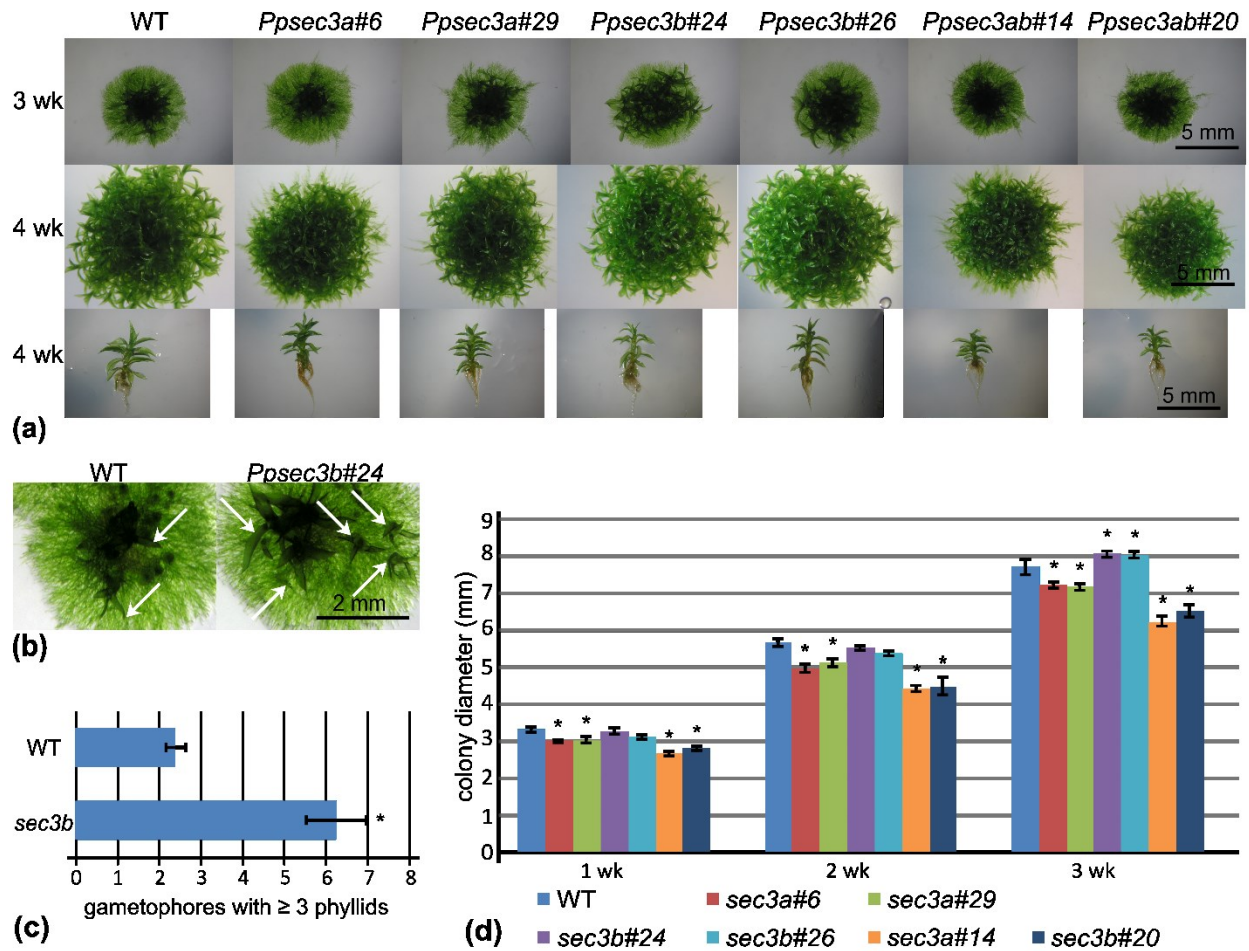 WT Ppsec3a#6 Ppsec3a#29 Ppsec3b#24 Ppsec3b#26 Ppsec3ab#14 Ppsec3ab#20
3 wk
5 mm
4 wk
5 mm
4 wk
5 mm
(a)
WT Ppsec3b#24
2 mm
(b)
WT
sec3b
*
0 1 2 3 4 5 6 7 8
gametophores with ≥ 3 phyllids
(c)
colony diameter (mm)
9
8
7
6
5
4
3
2
1
0
* * * *
* * * *
* * * * * *
1 wk 2 wk 3 wk
WT sec3a#6 sec3a#29
sec3b#24 sec3b#26 sec3a#14 sec3b#20
(d)